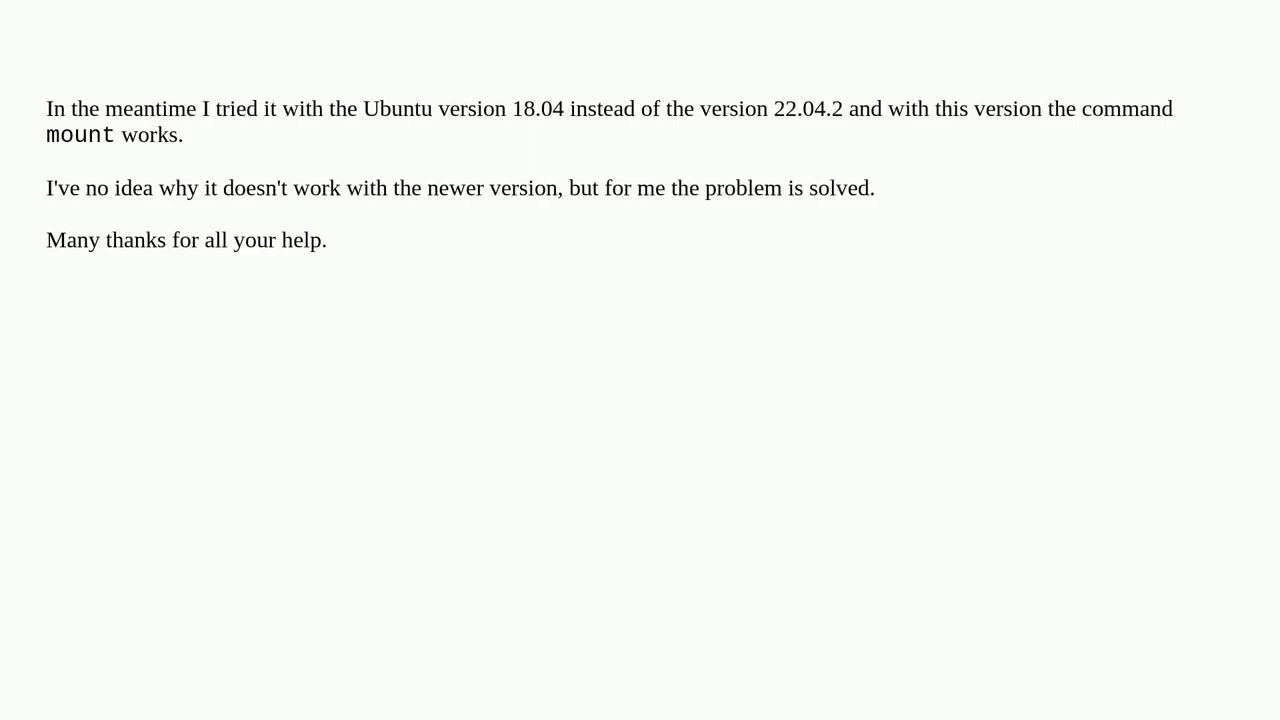 In the meantime I tried it with the Ubuntu version 18.04 instead of the version 22.04.2 and with this version the command
mount works.
I've no idea why it doesn't work with the newer version, but for me the problem is solved.
Many thanks for all your help.